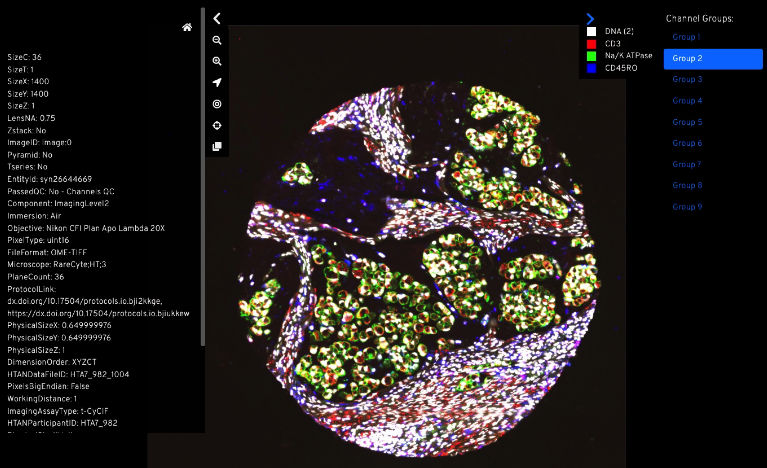 SizeC: 36
SizeT: 1
SizeX: 1400
SizeY: 1400
SizeZ: 1
LensNA: 0.75
Zstack: No
ImageID: Image:0
Pyramid: No
Tseries: No
EntityId: syn26644669
PassedQC: No - Channels QC
Component: ImagingLevel2
Immersion: Air
Objective: Nikon CFI Plan Apo Lambda 20X
PixelType: uint16
FileFormat: OME-TIFF
Microscope: RareCyte;HT;3
PlaneCount: 36
ProtocolLink:
dx.doi.org/10.17504/protocols.io.bji2kkge,
https://dx.doi.org/10.17504/protocols.io.bjiukkew
PhysicalSizeX: 0.649999976
PhysicalSizeY: 0.649999976
PhysicalSizeZ: 1
DimensionOrder: XYZCT
HTANDataFileID: HTA7_982_1004
PixelsBigEndian: False
WorkingDistance: 1
ImagingAssayType: t-CyCIF
HTANParticipantID: HTA7_982
DNA (2)
CD3
Na/K ATPase
CD45RO
Channel Groups:
Group 1
Group 2
Group 3
Group 4
Group 5
Group 6
Group 7
Group 8
Group 9